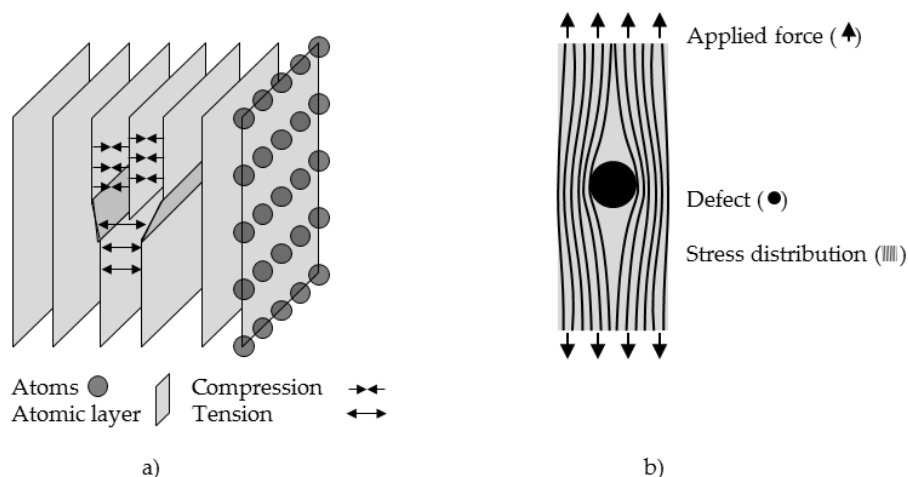 Applied force ( )
Defect ( )
Stress distribution ( )
Atoms
Compression
Atomic layer
Tension
a)
b)